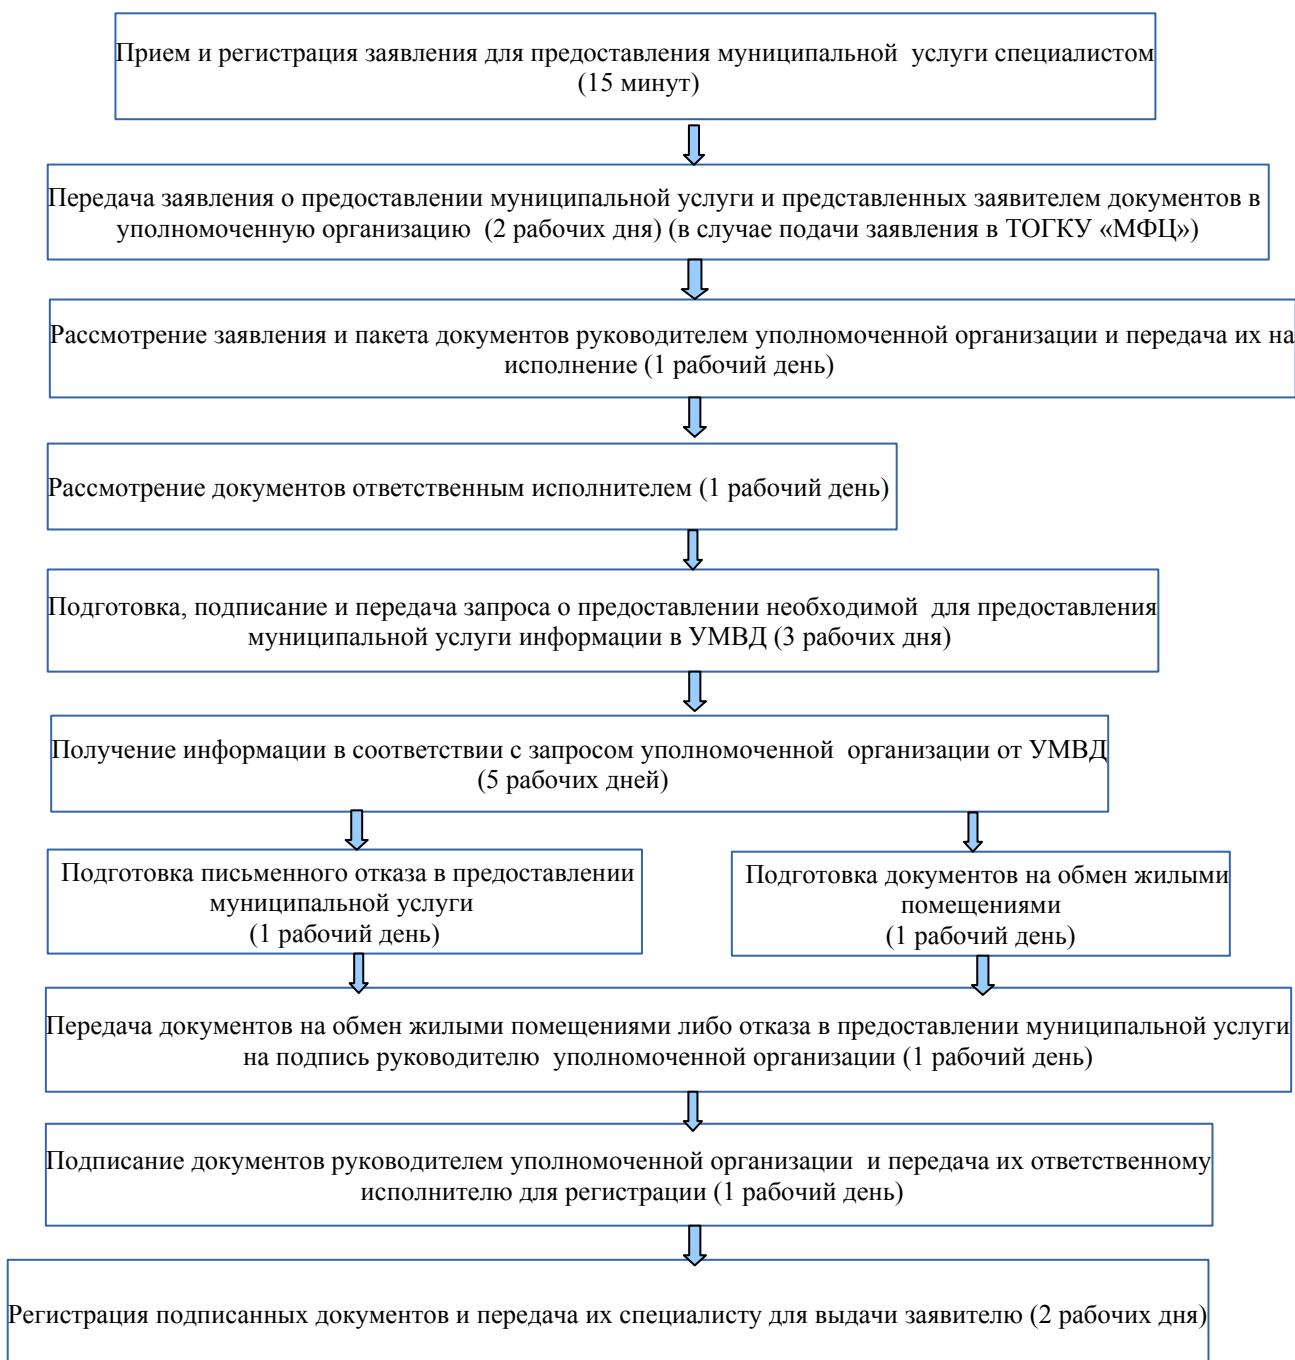 Прием и регистрация заявления для предоставления муниципальной услуги специалистом
(15 минут)
Передача заявления о предоставлении муниципальной услуги и представленных заявителем документов в
уполномоченную организацию (2 рабочих дня) (в случае подачи заявления в ТОГКУ «МФЦ»)
Рассмотрение заявления и пакета документов руководителем уполномоченной организации и передача их на
исполнение (1 рабочий день)
Рассмотрение документов ответственным исполнителем (1 рабочий день)
Подготовка, подписание и передача запроса о предоставлении необходимой для предоставления
муниципальной услуги информации в УМВД (3 рабочих дня)
Получение информации в соответствии с запросом уполномоченной организации от УМВД
(5 рабочих дней)
Подготовка письменного отказа в предоставлении
муниципальной услуги
(1 рабочий день)
Подготовка документов на обмен жилыми
помещениями
(1 рабочий день)
Передача документов на обмен жилыми помещениями либо отказа в предоставлении муниципальной услуги
на подпись руководителю уполномоченной организации (1 рабочий день)
Подписание документов руководителем уполномоченной организации и передача их ответственному
исполнителю для регистрации (1 рабочий день)
Регистрация подписанных документов и передача их специалисту для выдачи заявителю (2 рабочих дня)